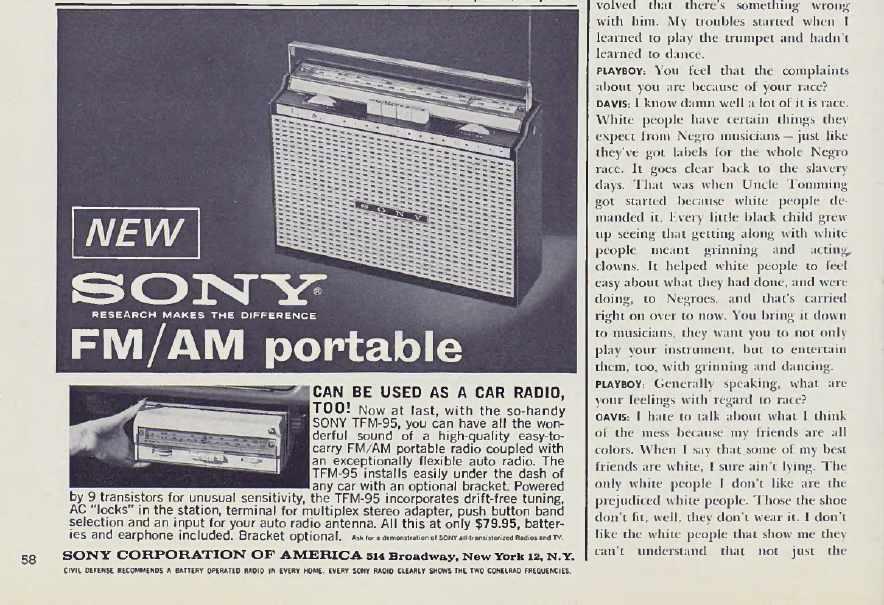 NEW
SONY®
RESEARCH MAKES THE DIFFERENCE
FM/AM portable
SONY
CAN BE USED AS A CAR RADIO,
TOO! Now at last, with the so-handy
SONY TFM-95, you can have all the won-
derful sound of a high-quality easy-to-
carry FM/AM portable radio coupled with
an exceptionally flexible auto radio. The
TFM-95 installs easily under the dash of
any car with an optional bracket. Powered
by 9 transistors for unusual sensitivity, the TFM-95 incorporates drift-free tuning,
AC "locks" in the station, terminal for multiplex stereo adapter, push button band
selection and an input for your auto radio antenna. All this at only $79.95, batter-
ies and earphone included. Bracket optional. Ask for a demonstration of SONY all-transistorized Radios and TV.
SONY CORPORATION OF AMERICA 514 Broadway, New York 12, N.Y.
CIVIL DEFENSE RECOMMENDS A BATTERY OPERATED RADIO IN EVERY HOME. EVERY SONY RADIO CLEARLY SHOWS THE TWO CONELRAD FREQUENCIES.
58
volved that there's something wrong
with him. My troubles started when I
learned to play the trumpet and hadn't
learned to dance.
PLAYBOY: You feel that the complaints
about you are because of your race?
DAVIS: I know damn well a lot of it is race.
White people have certain things they
expect from Negro musicians — just like
they've got labels for the whole Negro
race. It goes clear back to the slavery
days. That was when Uncle Tomming
got started because white people de-
manded it. Every little black child grew
up seeing that getting along with white
people meant grinning and acting
clowns. It helped white people to feel
easy about what they had done, and were
doing, to Negroes, and that's carried
right on over to now. You bring it down
to musicians, they want you to not only
play your instrument, but to entertain
them, too, with grinning and dancing.
PLAYBOY: Generally speaking, what are
your feelings with regard to race?
DAVIS: I hate to talk about what I think
of the mess because my friends are all
colors. When I say that some of my best
friends are white, I sure ain't lying. The
only white people I don't like are the
prejudiced white people. Those the shoe
don't fit, well, they don't wear it. I don't
like the white people that show me they
can't understand that not just the